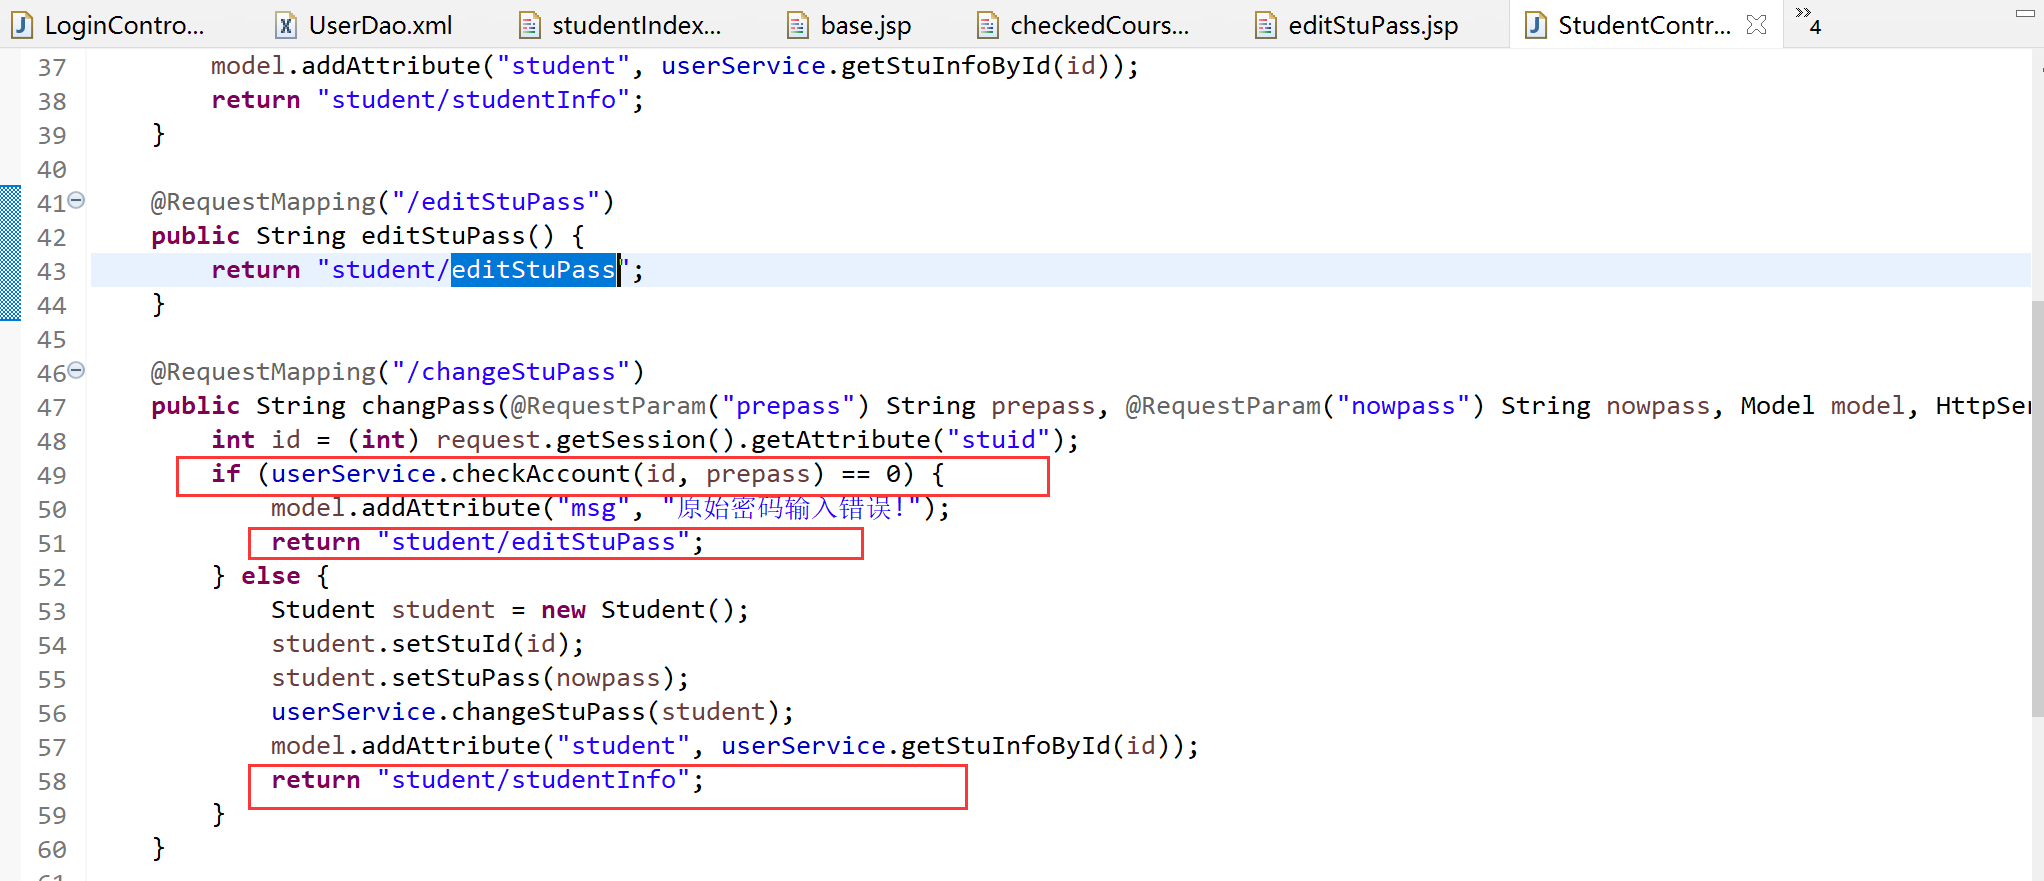 LoginContro... UserDao.xml studentIndex... base.jsp checkedCours... editStuPass.jsp StudentContr... »4
37 model.addAttribute("student", userService.getStuInfoById(id));
38 return "student/studentInfo";
39 }
40
41 @RequestMapping("/editStuPass")
42 public String editStuPass() {
43 return "student/editStuPass";
44 }
45
46 @RequestMapping("/changeStuPass")
47 public String changPass(@RequestParam("prepass") String prepass, @RequestParam("nowpass") String nowpass, Model model, HttpSer
48 int id = (int) request.getSession().getAttribute("stuid");
49 if (userService.checkAccount(id, prepass) == 0) {
50 model.addAttribute("msg", "原始密码输入错误!");
51 return "student/editStuPass";
52 } else {
53 Student student = new Student();
54 student.setStuId(id);
55 student.setStuPass(nowpass);
56 userService.changeStuPass(student);
57 model.addAttribute("student", userService.getStuInfoById(id));
58 return "student/studentInfo";
59 }
60 }
61